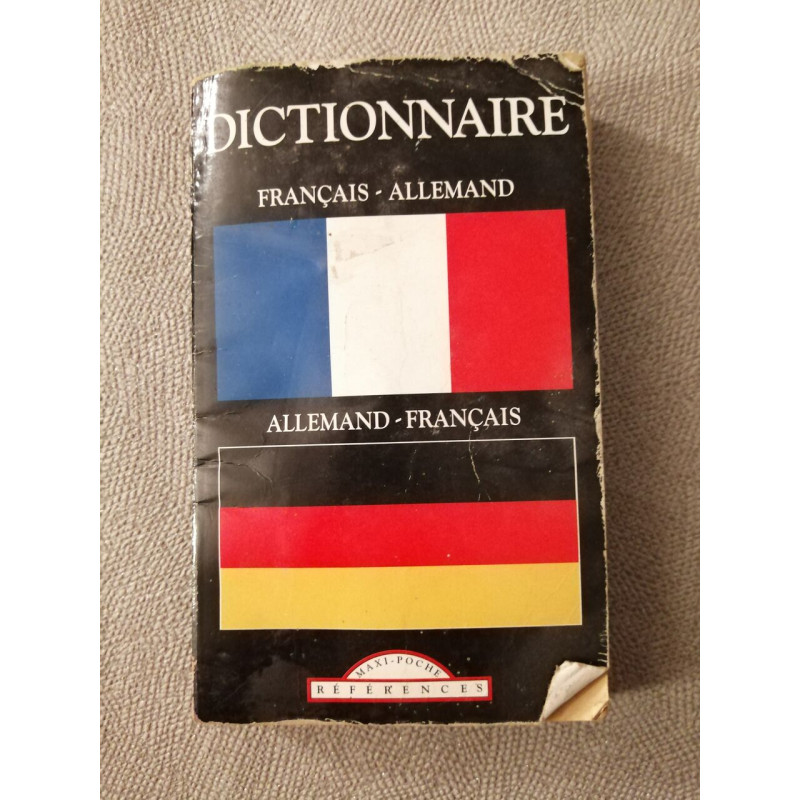 DICTIONNAIRE
FRANÇAIS - ALLEMAND
ALLEMAND - FRANÇAIS
MAXI-POCHE
RÉFÉRENCES